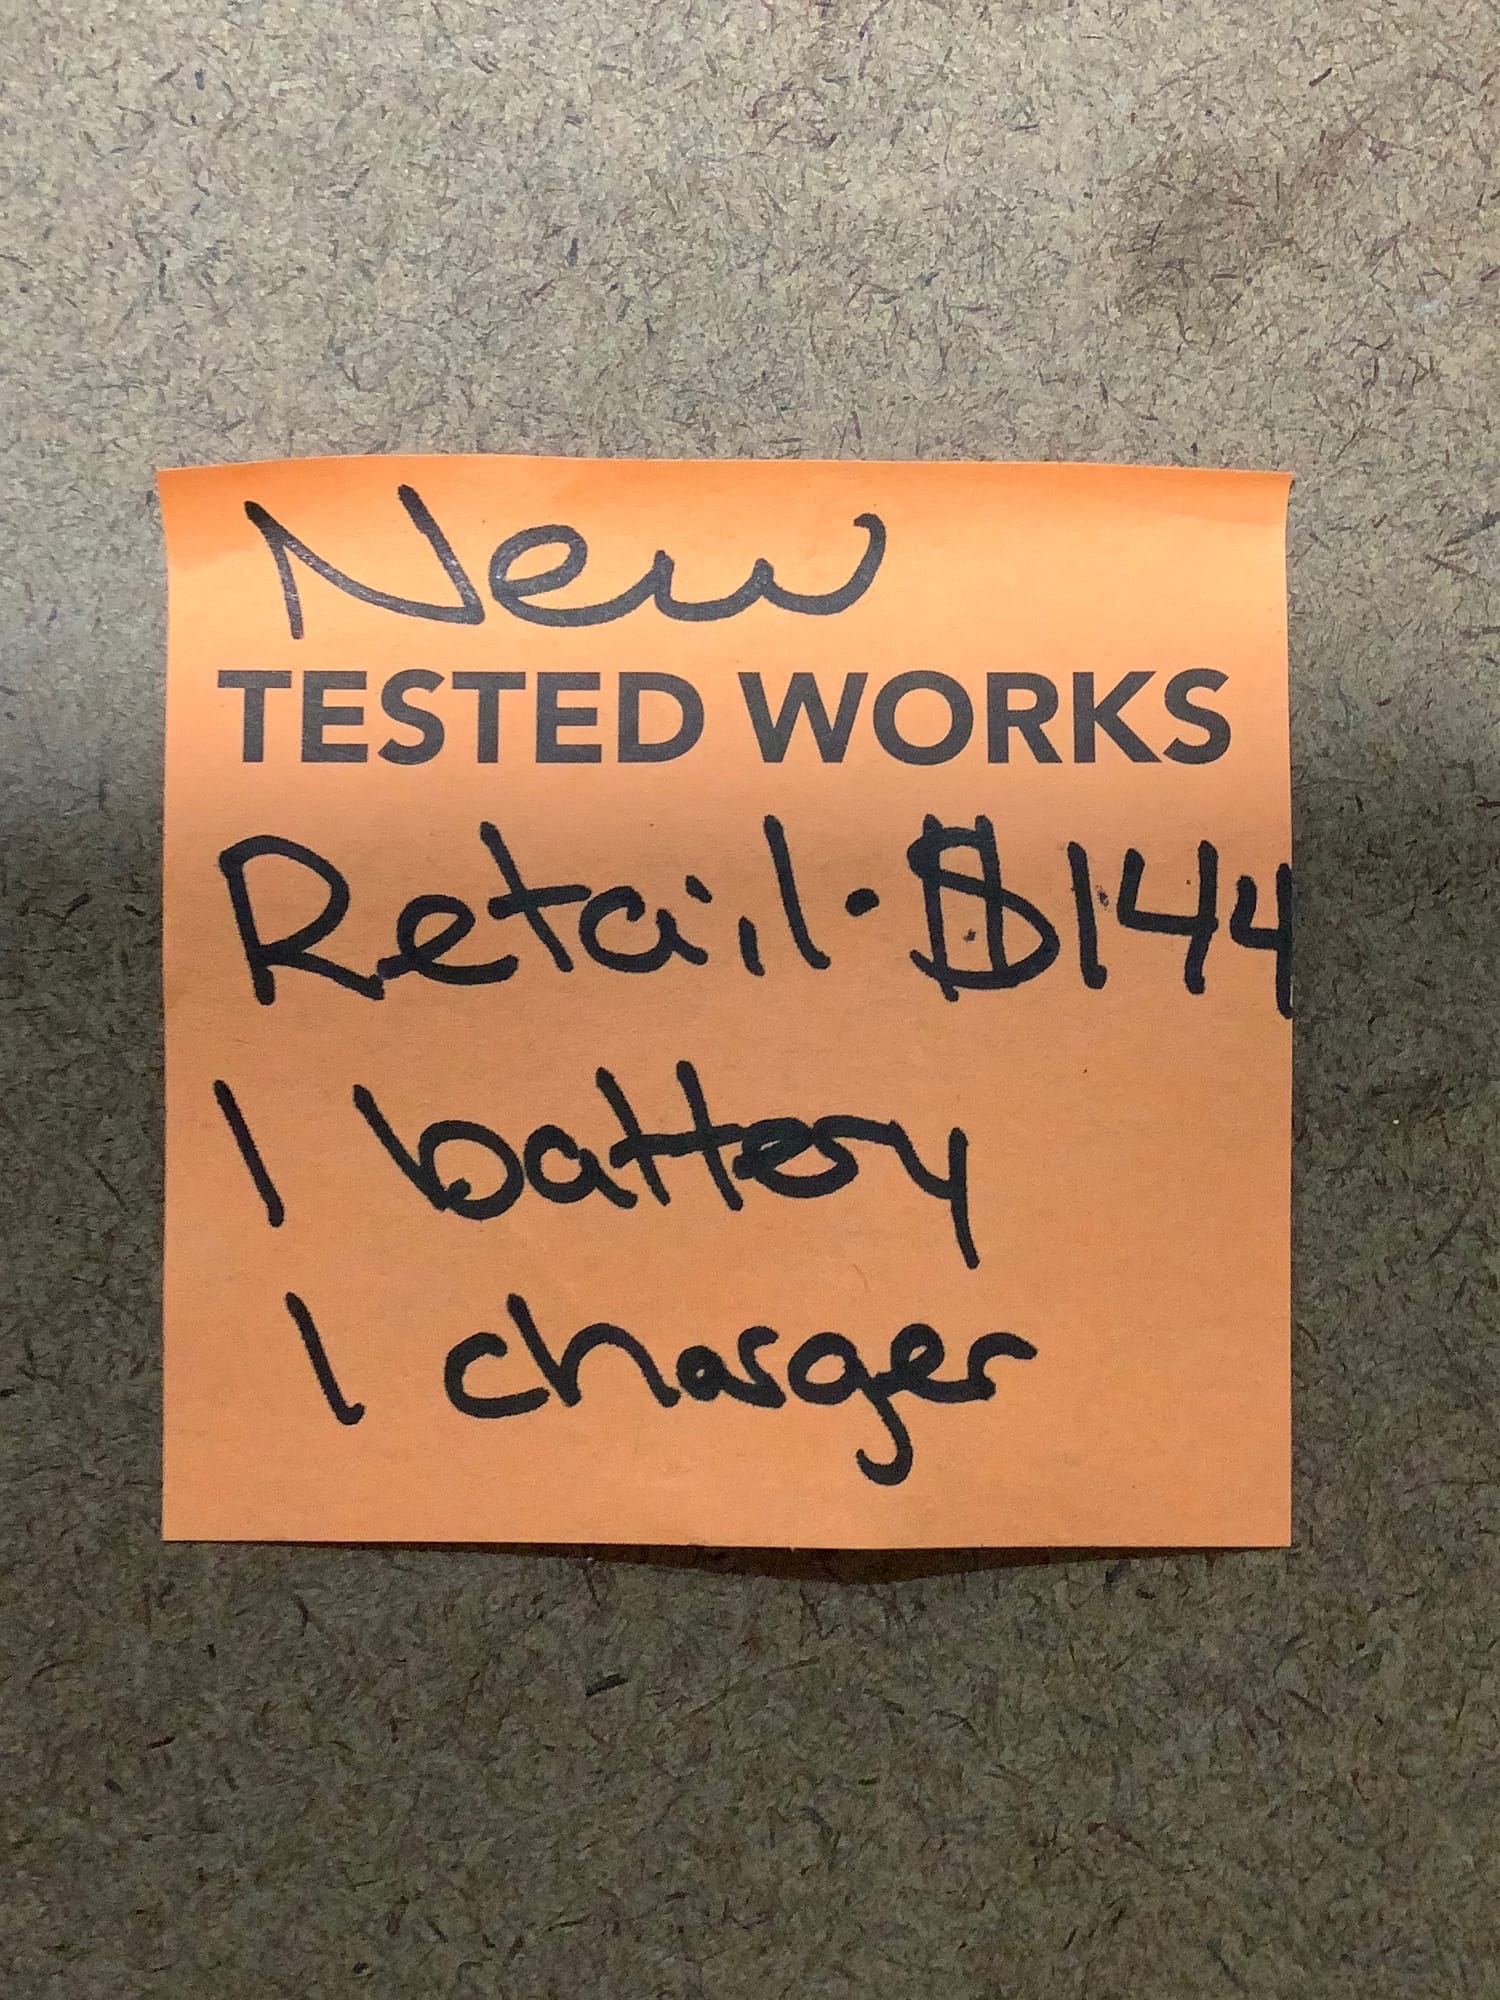 New
TESTED WORKS
Retail. $144
1 battery
1 charger